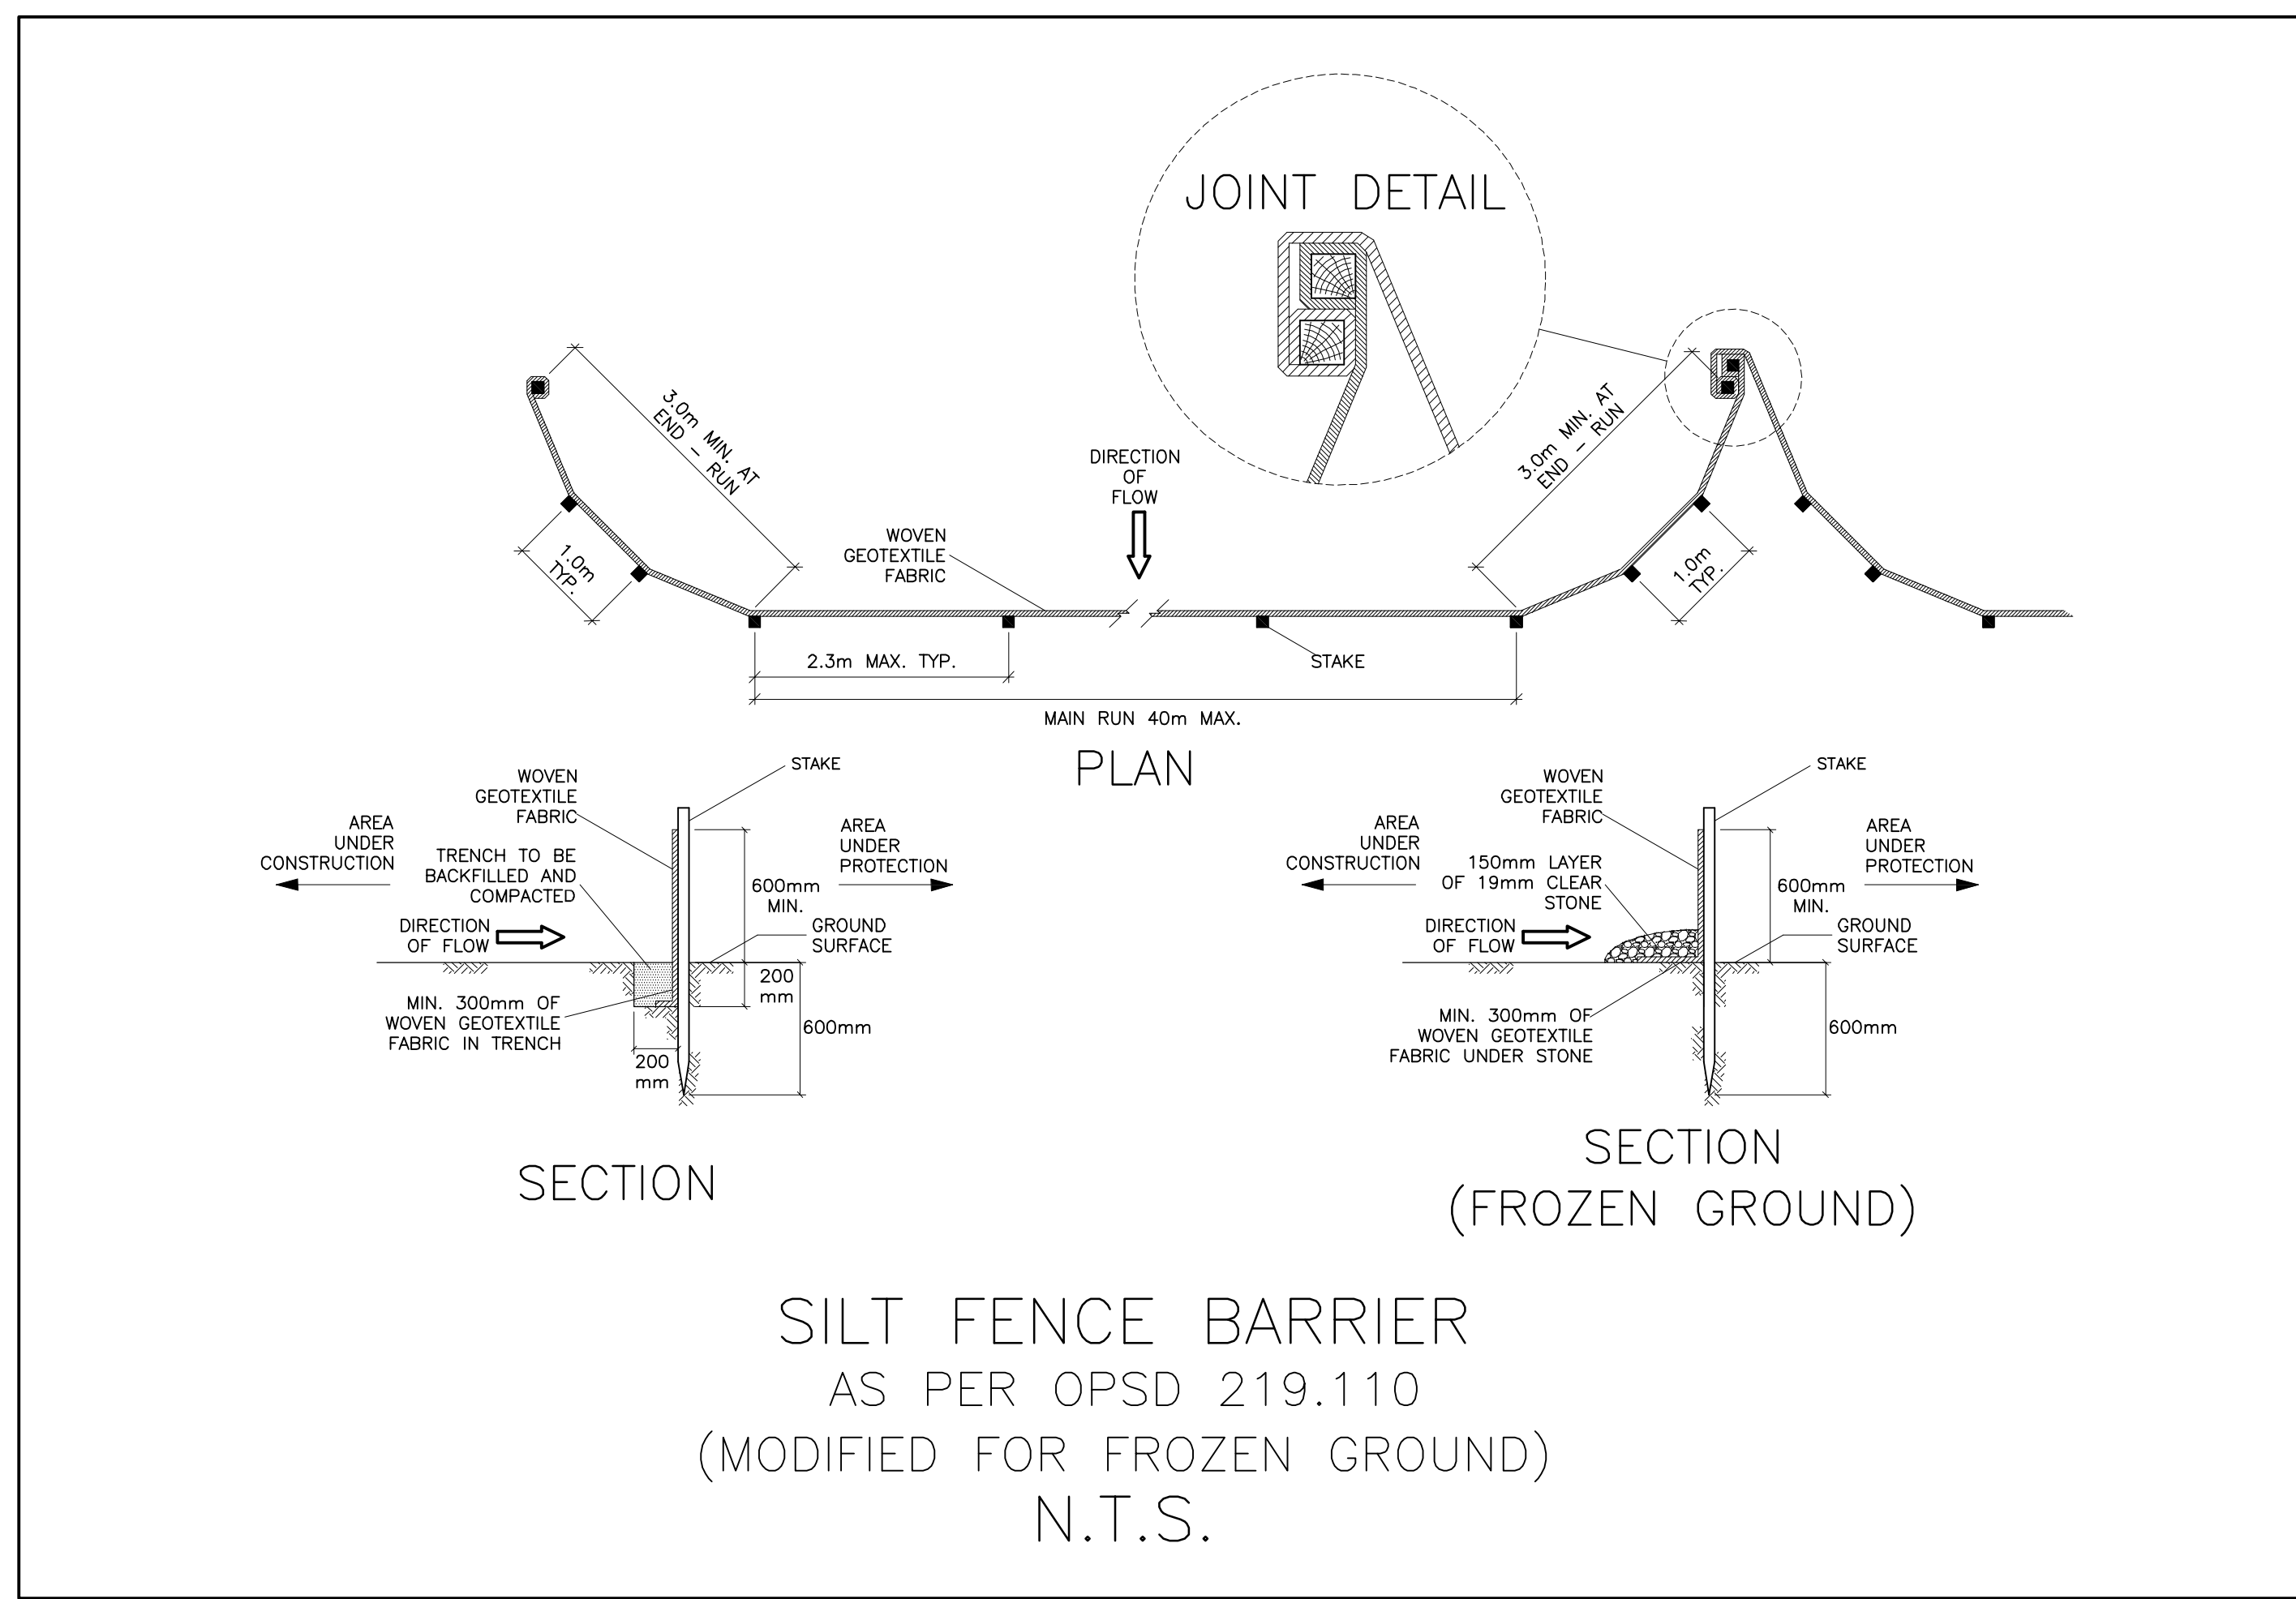 JOINT DETAIL
3.0m MIN. AT
END – RUN
1.0m
TYP.
WOVEN
GEOTEXTILE
FABRIC
DIRECTION
OF
FLOW
3.0m MIN. AT
END – RUN
1.0m
TYP.
2.3m MAX. TYP.
STAKE
MAIN RUN 40m MAX.
PLAN
STAKE
WOVEN
GEOTEXTILE
FABRIC
AREA
UNDER
CONSTRUCTION
TRENCH TO BE
BACKFILLED AND
COMPACTED
DIRECTION
OF FLOW
AREA
UNDER
PROTECTION
600mm
MIN.
GROUND
SURFACE
200
mm
MIN. 300mm OF
WOVEN GEOTEXTILE
FABRIC IN TRENCH
600mm
200
mm
SECTION
STAKE
WOVEN
GEOTEXTILE
FABRIC
AREA
UNDER
CONSTRUCTION
150mm LAYER
OF 19mm CLEAR
STONE
DIRECTION
OF FLOW
AREA
UNDER
PROTECTION
600mm
MIN.
GROUND
SURFACE
MIN. 300mm OF
WOVEN GEOTEXTILE
FABRIC UNDER STONE
600mm
SECTION
(FROZEN GROUND)
SILT FENCE BARRIER
AS PER OPSD 219.110
(MODIFIED FOR FROZEN GROUND)
N.T.S.